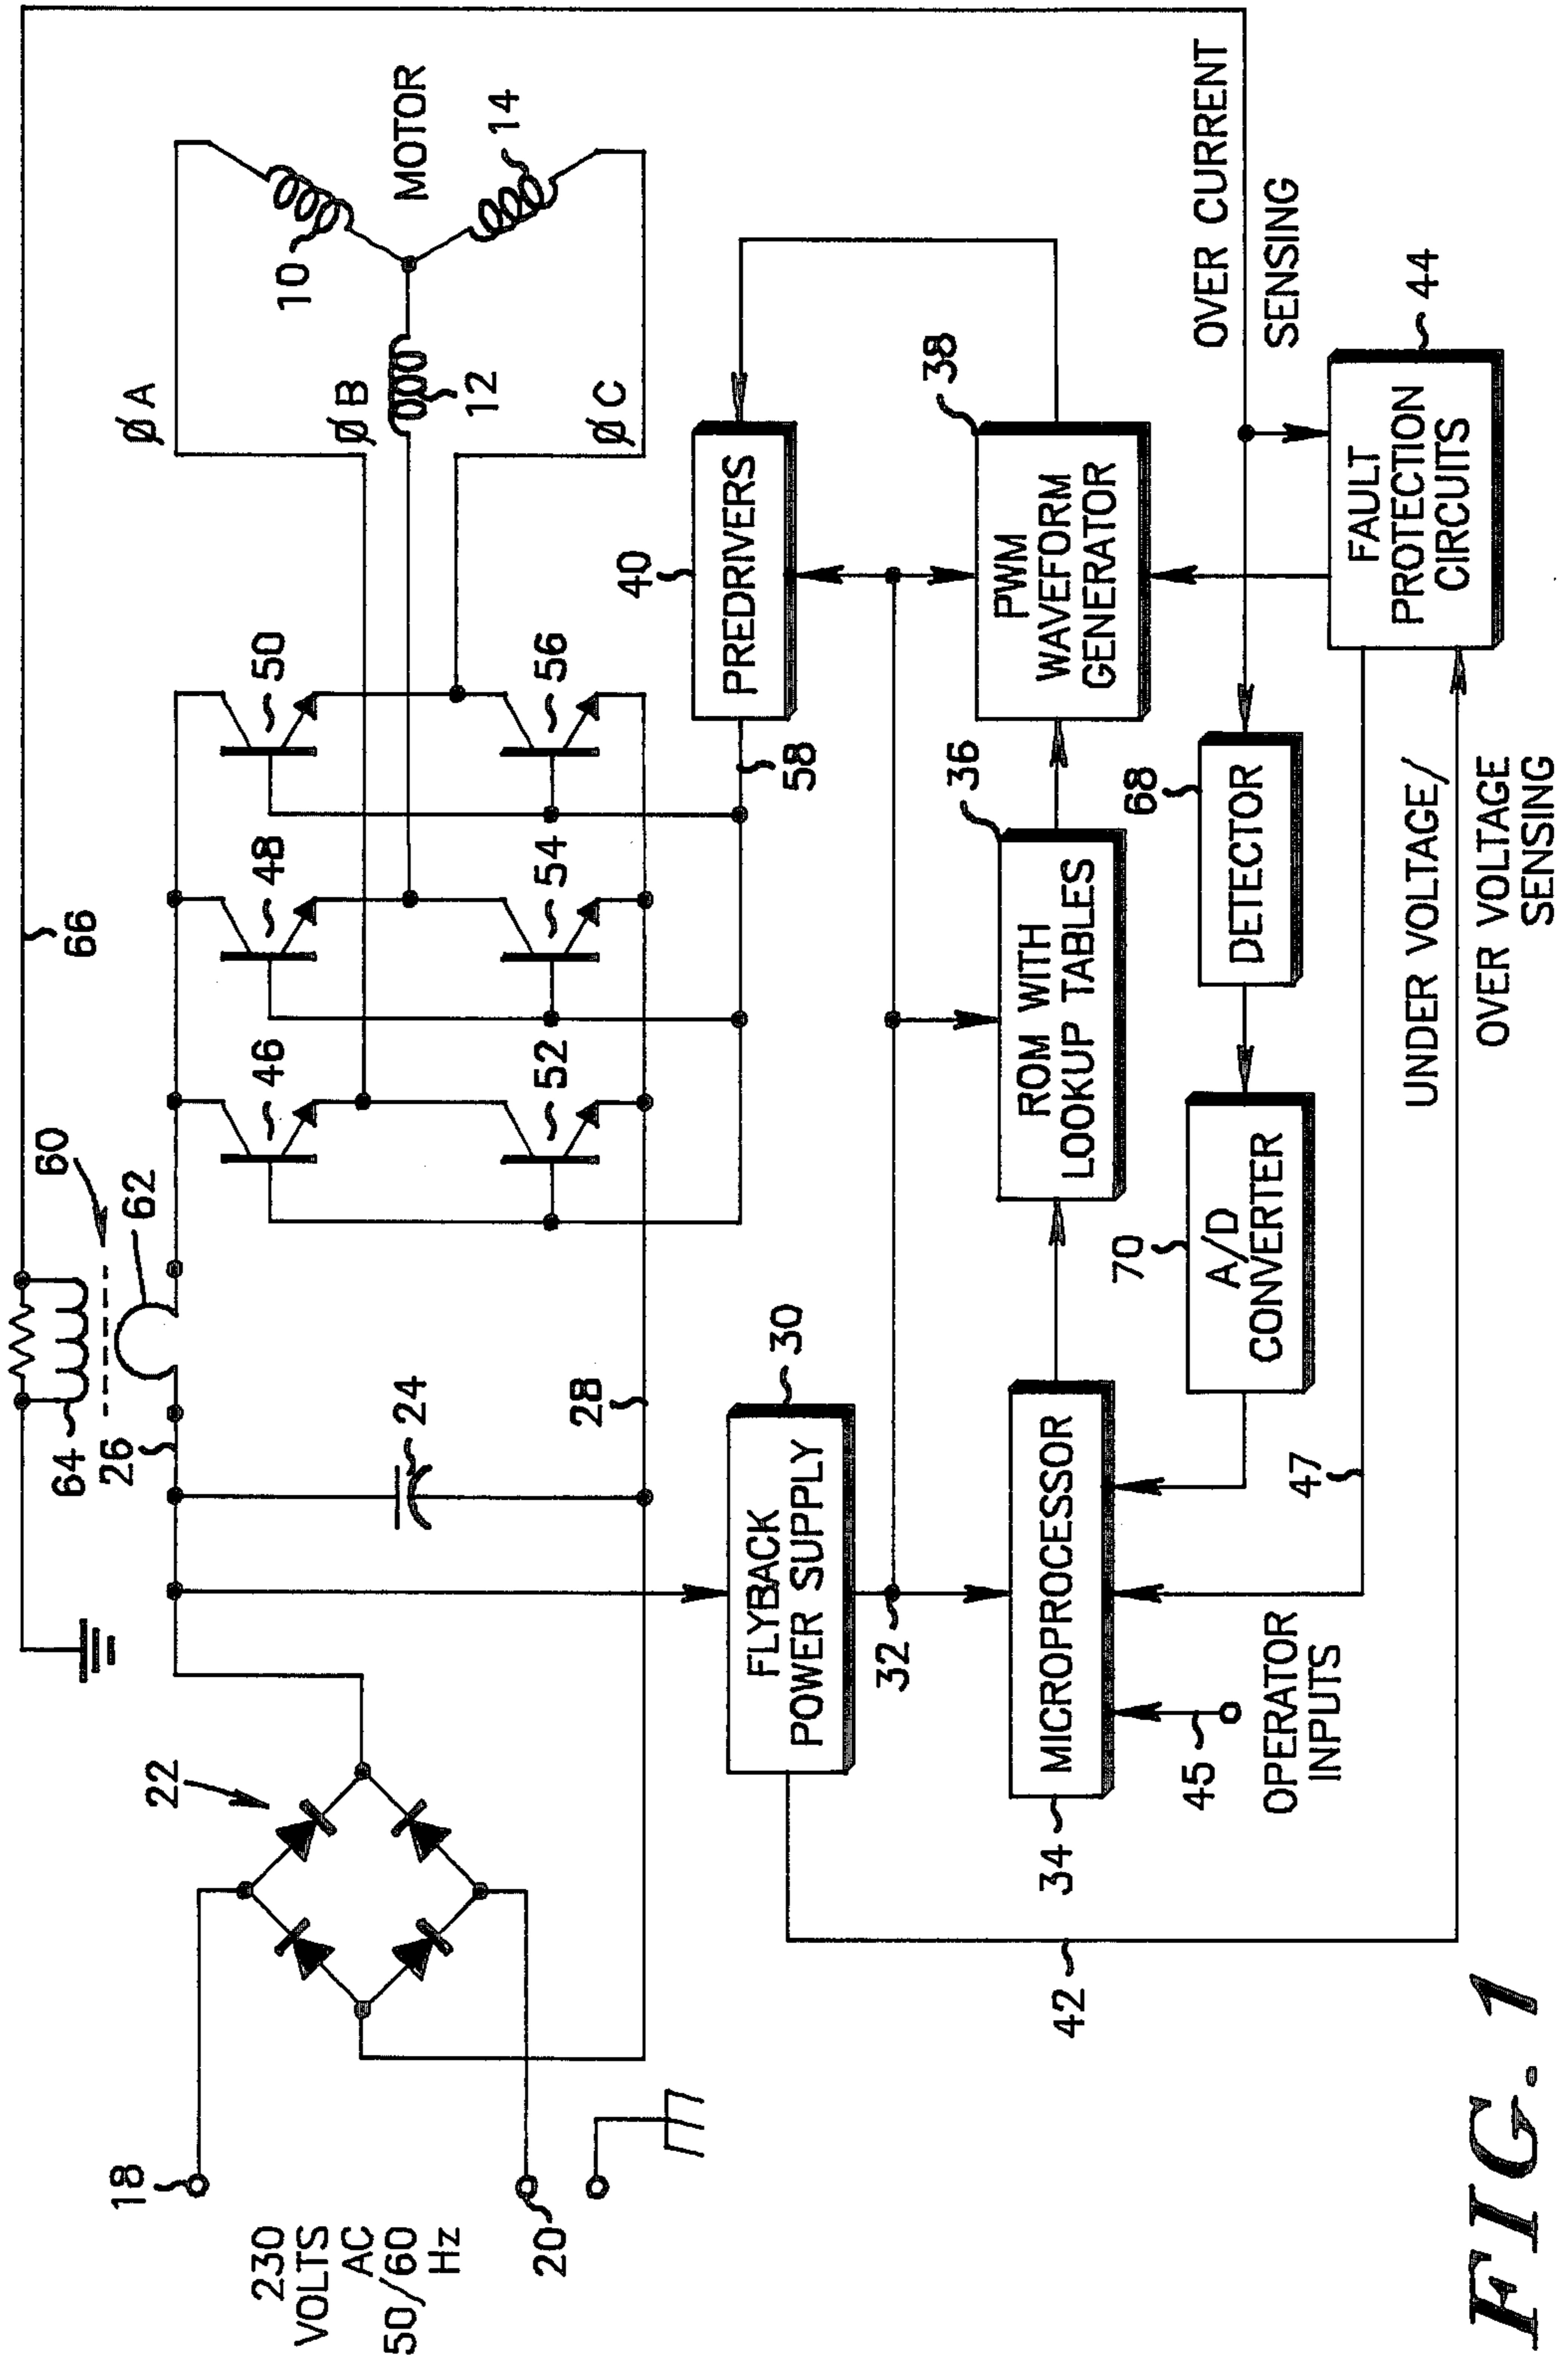 66
60
62
64
26
18
230
VOLTS
AC
50/60
Hz
20
22
24
28
46
48
50
52
54
56
58
ØA
ØB
ØC
10
12
14
MOTOR
30
FLYBACK
POWER SUPPLY
32
40
PREDRIVERS
34
MICROPROCESSOR
36
ROM WITH
LOOKUP TABLES
38
PWM
WAVEFORM
GENERATOR
42
45
OPERATOR
INPUTS
47
70
A/D
CONVERTER
68
DETECTOR
OVER CURRENT
SENSING
44
FAULT
PROTECTION
CIRCUITS
UNDER VOLTAGE/
OVER VOLTAGE
SENSING
FIG. 1